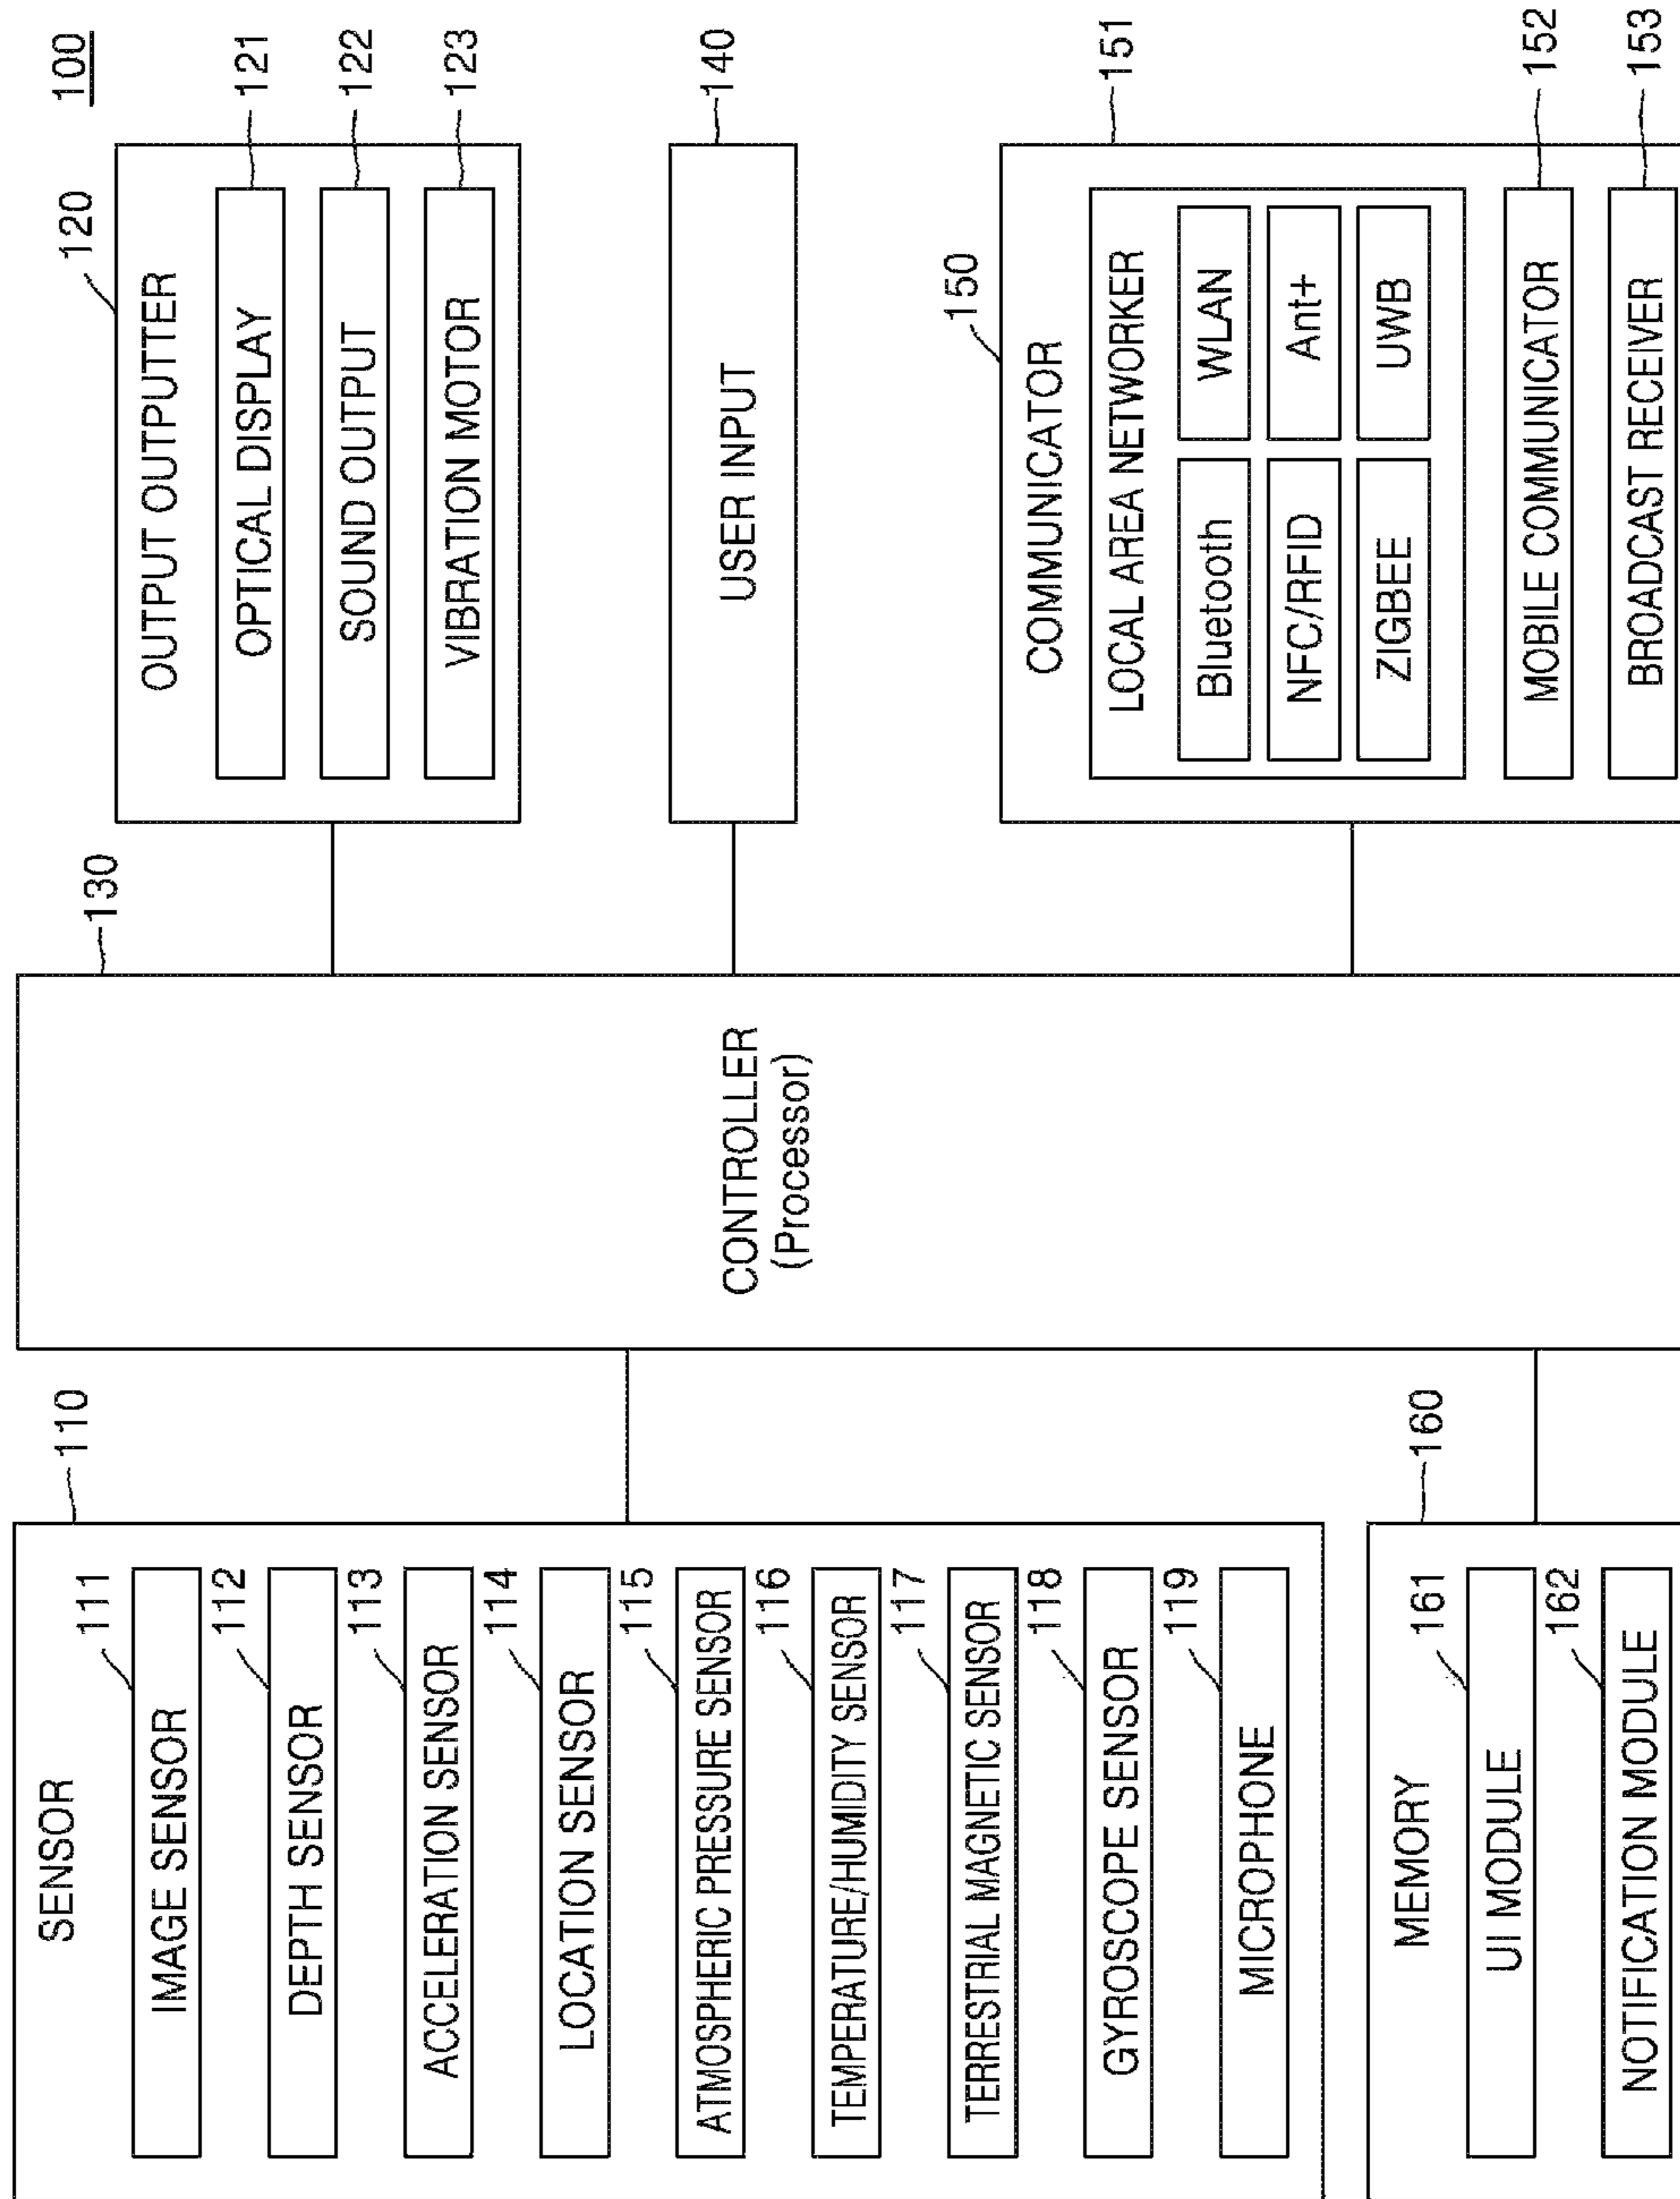 100
SENSOR
110
IMAGE SENSOR
111
DEPTH SENSOR
112
ACCELERATION SENSOR
113
LOCATION SENSOR
114
ATMOSPHERIC PRESSURE SENSOR
115
TEMPERATURE/HUMIDITY SENSOR
116
TERRESTRIAL MAGNETIC SENSOR
117
GYROSCOPE SENSOR
118
MICROPHONE
119
MEMORY
160
UI MODULE
161
NOTIFICATION MODULE
162
130
CONTROLLER
(Processor)
120
OUTPUT OUTPUTTER
OPTICAL DISPLAY
121
SOUND OUTPUT
122
VIBRATION MOTOR
123
USER INPUT
140
150
COMMUNICATOR
LOCAL AREA NETWORKER
151
Bluetooth
WLAN
NFC/RFID
Ant+
ZIGBEE
UWB
MOBILE COMMUNICATOR
152
BROADCAST RECEIVER
153